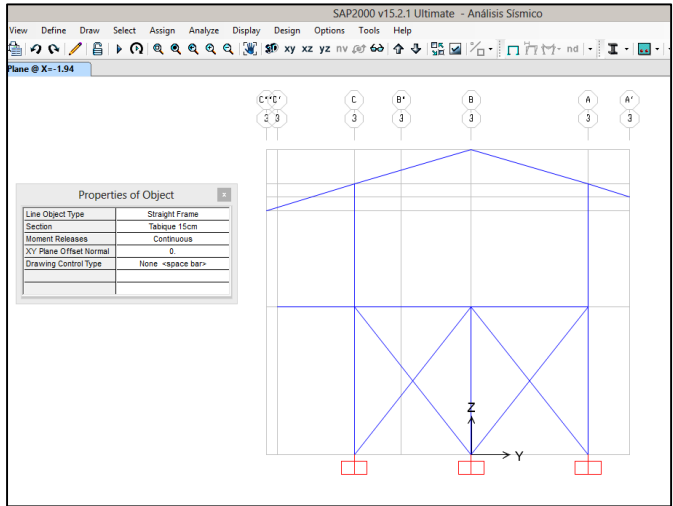 SAP2000 v15.2.1 Ultimate - Análisis Sísmico
View Define Draw Select Assign Analyze Display Design Options Tools Help
3D xy xz yz nv nd
Plane @ X=-1.94
C" C' C B* B A A'
3 3 3 3 3 3
Properties of Object
Line Object Type Straight Frame
Section Tabique 15cm
Moment Releases Continuous
XY Plane Offset Normal 0.
Drawing Control Type None <space bar>
Z
Y